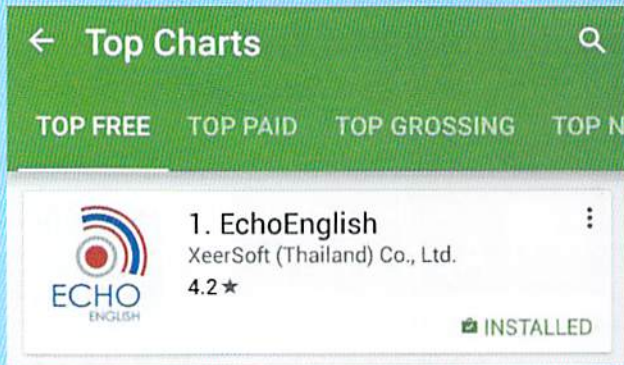 Top Charts
TOP FREE TOP PAID TOP GROSSING TOP N
1. EchoEnglish
XeerSoft (Thailand) Co., Ltd.
4.2★
ECHO
ENGLISH
INSTALLED